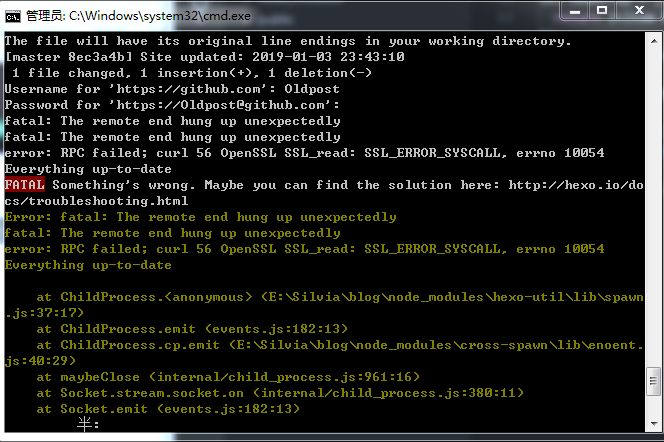 管理员: C:\Windows\system32\cmd.exe
The file will have its original line endings in your working directory.
[master 8ec3a4b] Site updated: 2019-01-03 23:43:10
 1 file changed, 1 insertion(+), 1 deletion(-)
Username for 'https://github.com': Oldpost
Password for 'https://Oldpost@github.com':
fatal: The remote end hung up unexpectedly
fatal: The remote end hung up unexpectedly
error: RPC failed; curl 56 OpenSSL SSL_read: SSL_ERROR_SYSCALL, errno 10054
Everything up-to-date
FATAL Something's wrong. Maybe you can find the solution here: http://hexo.io/do
cs/troubleshooting.html
Error: fatal: The remote end hung up unexpectedly
fatal: The remote end hung up unexpectedly
error: RPC failed; curl 56 OpenSSL SSL_read: SSL_ERROR_SYSCALL, errno 10054
Everything up-to-date
    at ChildProcess.<anonymous> (E:\Silvia\blog\node_modules\hexo-util\lib\spawn
.js:37:17)
    at ChildProcess.emit (events.js:182:13)
    at ChildProcess.cp.emit (E:\Silvia\blog\node_modules\cross-spawn\lib\enoent.
js:40:29)
    at maybeClose (internal/child_process.js:961:16)
    at Socket.stream.socket.on (internal/child_process.js:380:11)
    at Socket.emit (events.js:182:13)
半: